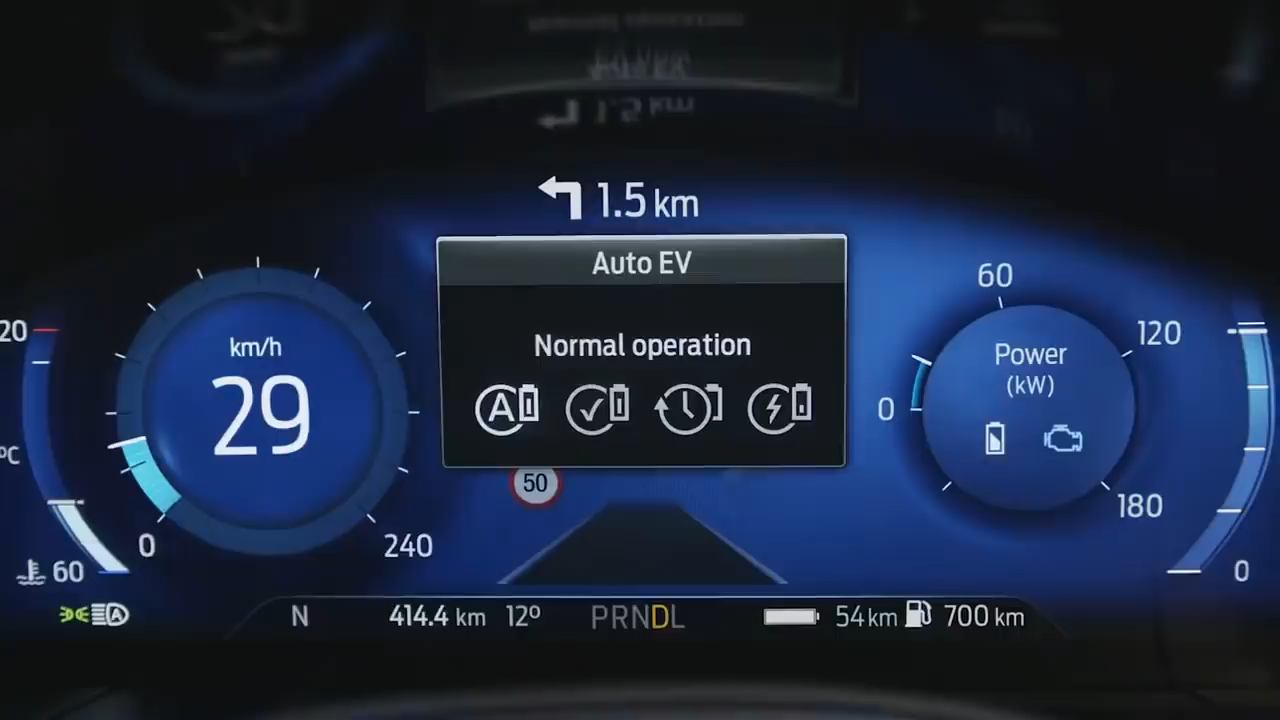 1.5 km
Auto EV
Normal operation
A
50
km/h
29
0
240
20
ºC
60
60
120
Power
(kW)
0
180
0
A
N
414.4 km
12º
PRNDL
54 km
700 km